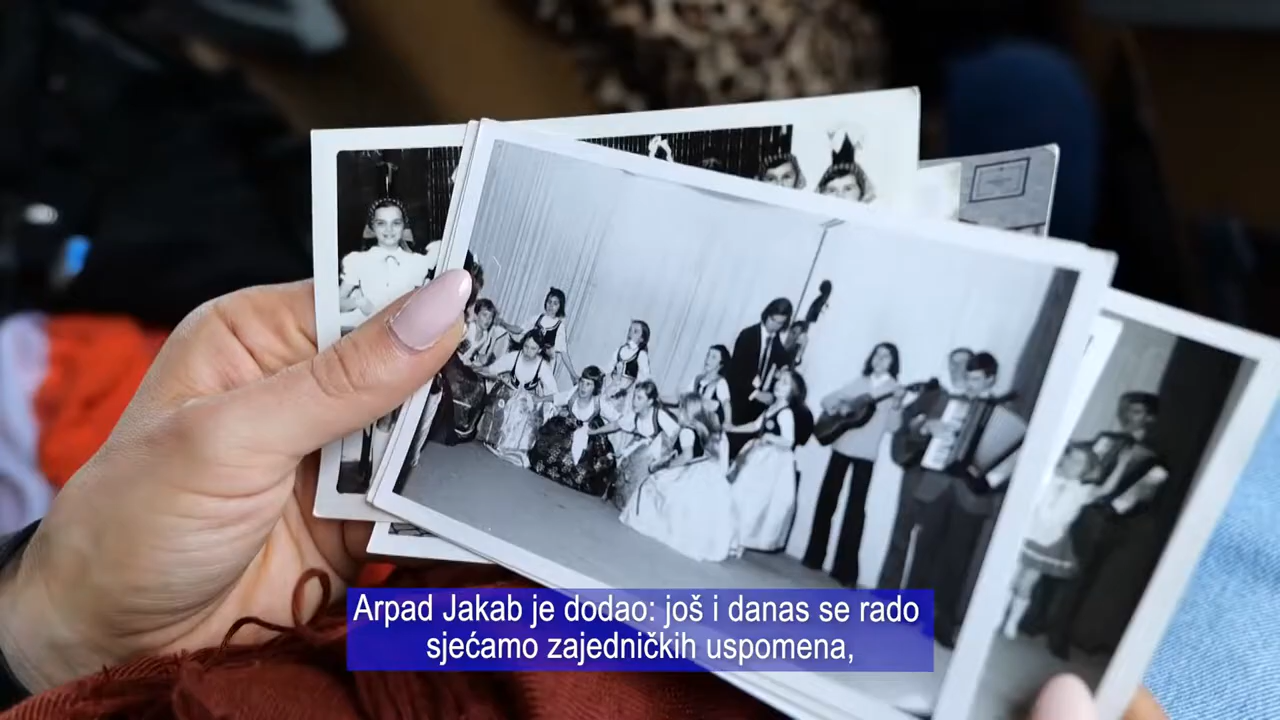 Arpad Jakab je dodao: još i danas se rado
sjećamo zajedničkih uspomena,